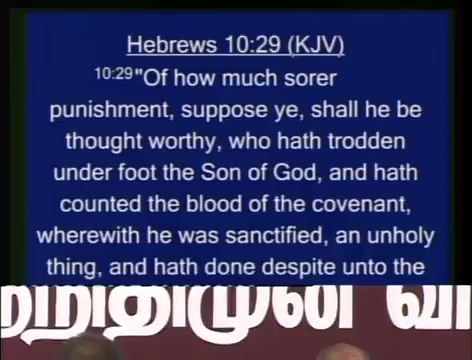 Hebrews 10:29 (KJV)
10:29"Of how much sorer
punishment, suppose ye, shall he be
thought worthy, who hath trodden
under foot the Son of God, and hath
counted the blood of the covenant,
wherewith he was sanctified, an unholy
thing, and hath done despite unto the